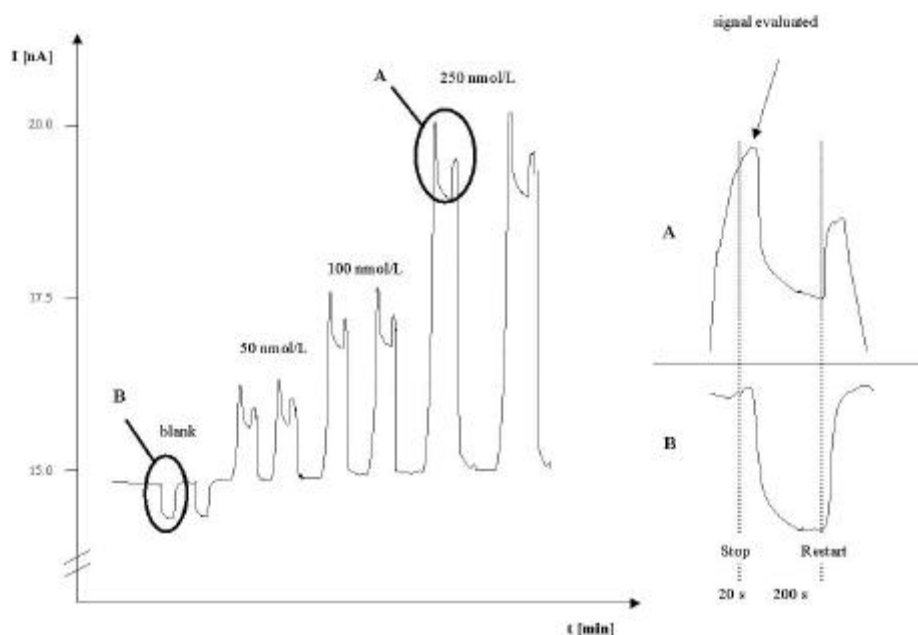 signal evaluated
I [nA]
A
250 nmol/L
20.0
A
100 nmol/L
17.5
50 nmol/L
B
blank
B
15.0
Stop
Restart
20 s
200 s
t [min]